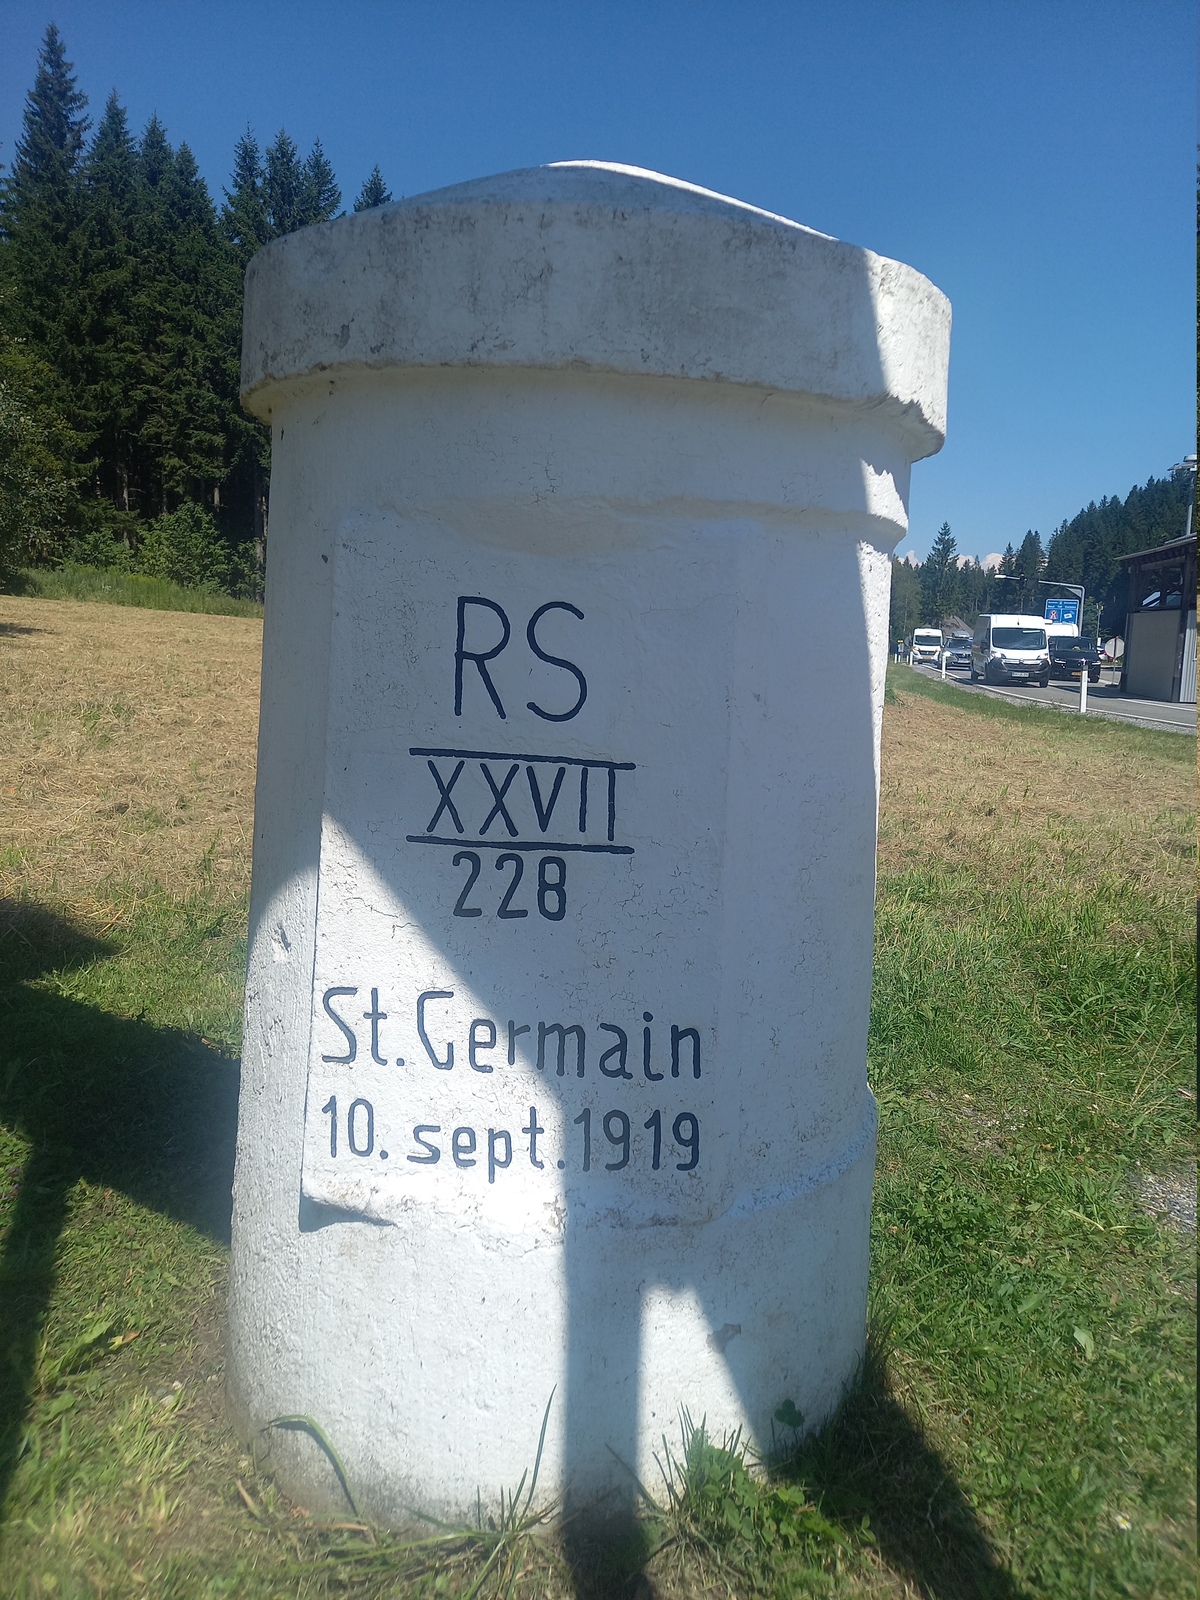 RS
XXVII
228
St. Germain
10. sept. 1919